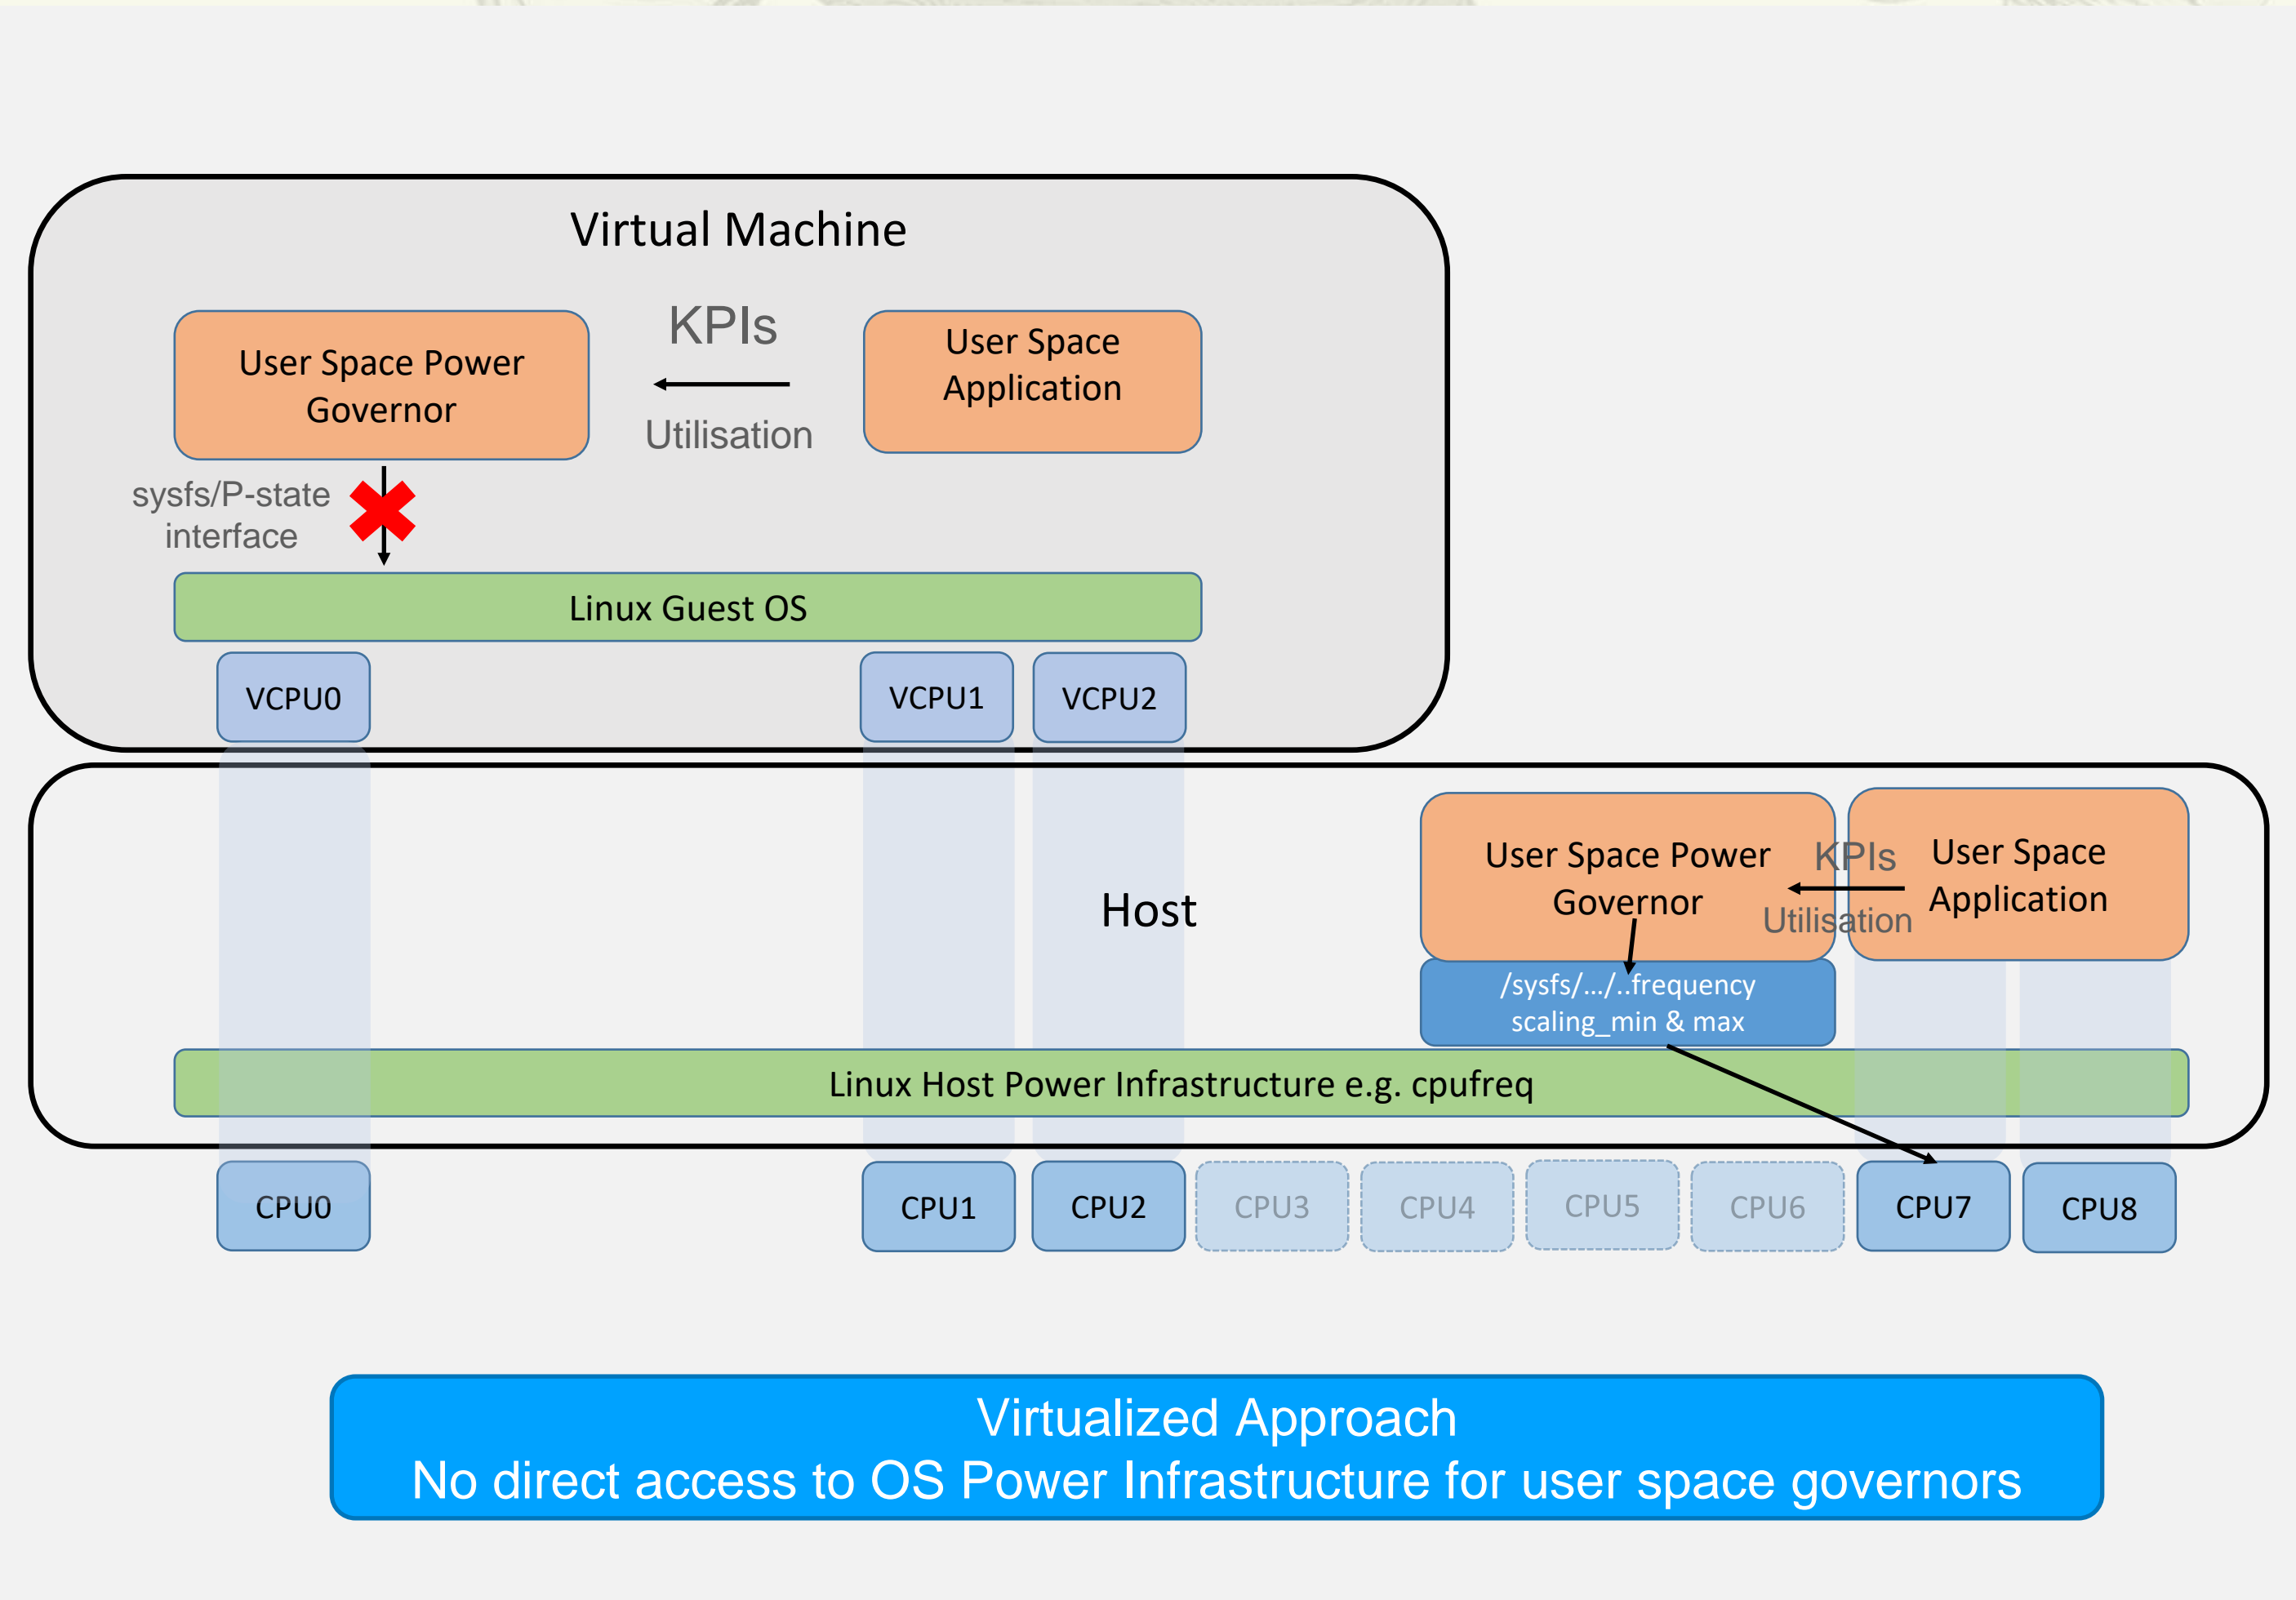 Virtual Machine
User Space Power
Governor
KPIs
Utilisation
User Space
Application
sysfs/P-state
interface
Linux Guest OS
VCPU0
VCPU1
VCPU2
Host
User Space Power
Governor
KPIs
Utilisation
User Space
Application
/sysfs/.../..frequency
scaling_min & max
Linux Host Power Infrastructure e.g. cpufreq
CPU0
CPU1
CPU2
CPU3
CPU4
CPU5
CPU6
CPU7
CPU8
Virtualized Approach
No direct access to OS Power Infrastructure for user space governors